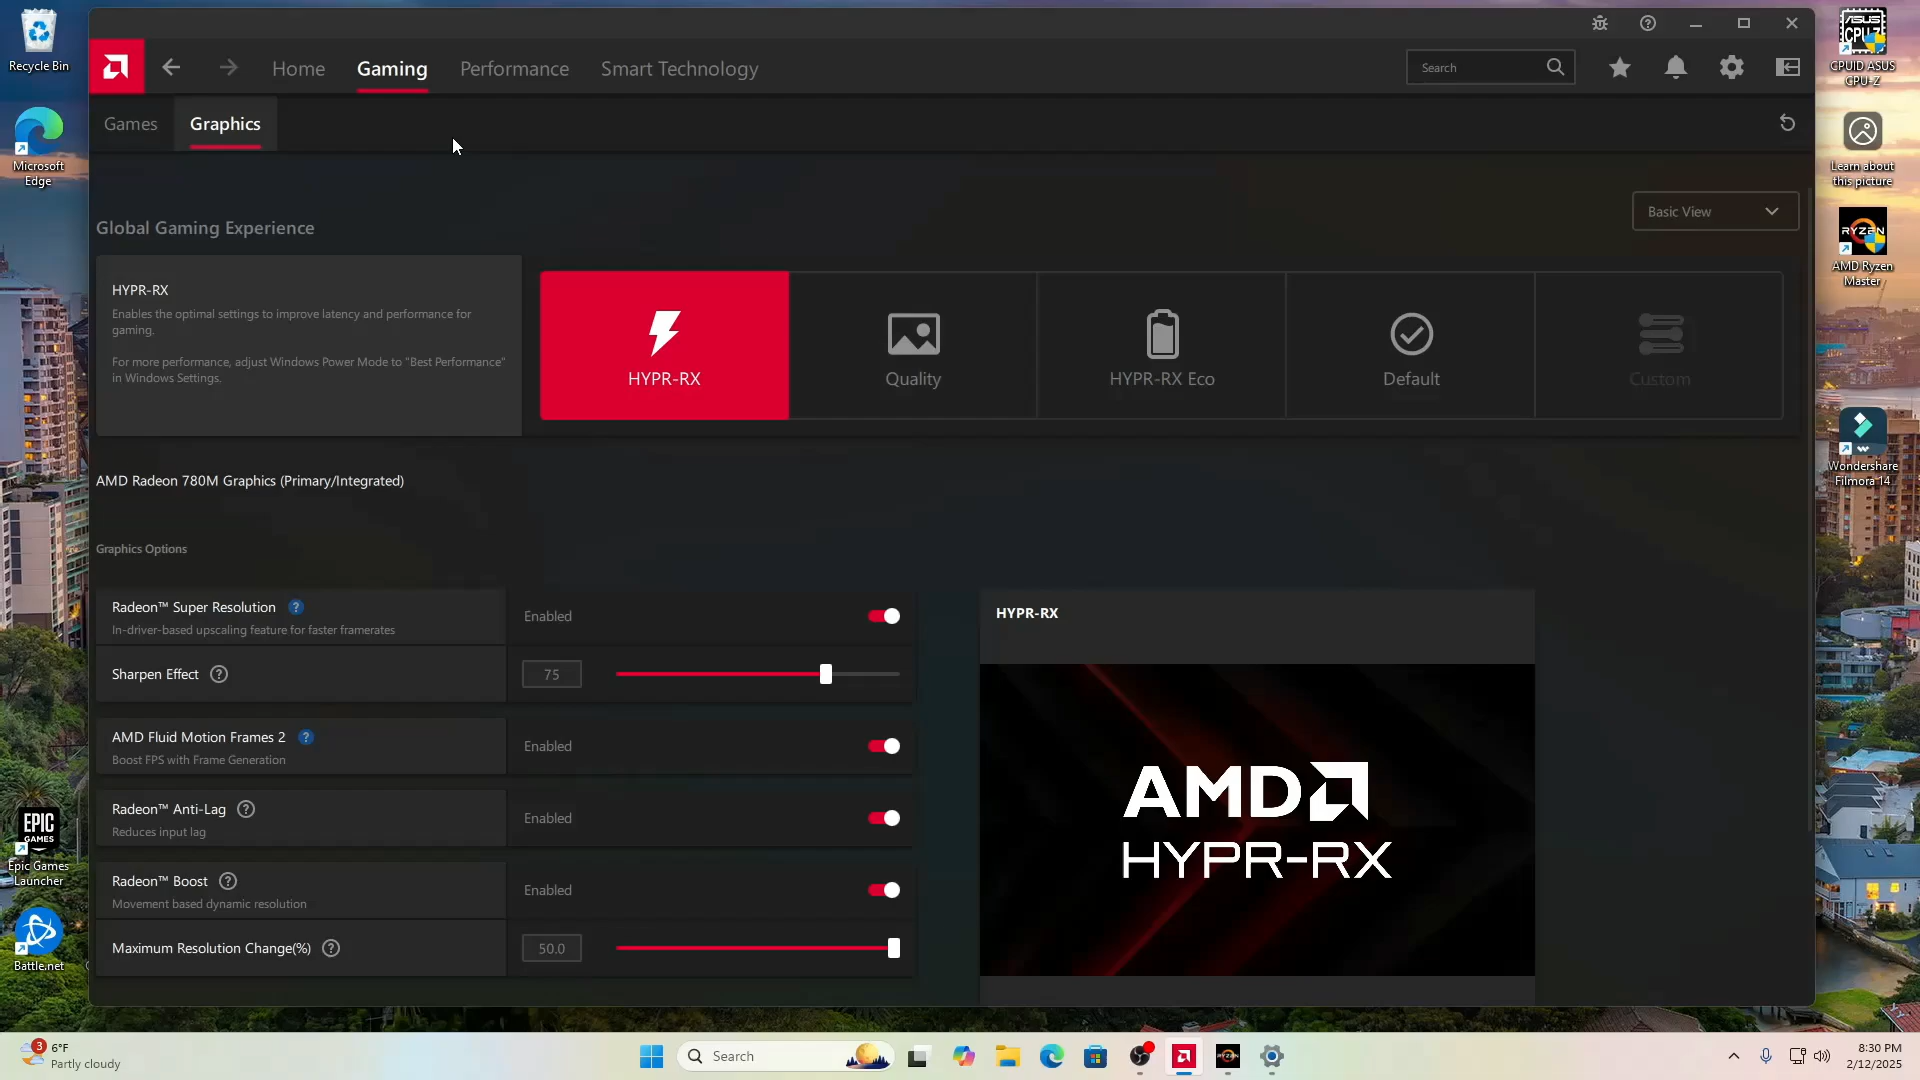 Recycle Bin
Microsoft
Edge
EPIC
GAMES
Epic Games
Launcher
Battle.net
Home
Gaming
Performance
Smart Technology
Search
Games
Graphics
Basic View
Global Gaming Experience
HYPR-RX
Enables the optimal settings to improve latency and performance for
gaming.
For more performance, adjust Windows Power Mode to "Best Performance"
in Windows Settings.
HYPR-RX
Quality
HYPR-RX Eco
Default
Custom
AMD Radeon 780M Graphics (Primary/Integrated)
Graphics Options
Radeon™ Super Resolution
In-driver-based upscaling feature for faster framerates
Enabled
Sharpen Effect
75
AMD Fluid Motion Frames 2
Boost FPS with Frame Generation
Enabled
Radeon™ Anti-Lag
Reduces input lag
Enabled
Radeon™ Boost
Movement based dynamic resolution
Enabled
Maximum Resolution Change(%)
50.0
HYPR-RX
AMD
HYPR-RX
ASUS
CPU-Z
CPUID ASUS
CPU-Z
Learn about
this picture
RYZEN
AMD Ryzen
Master
Wondershare
Filmora 14
3
6°F
Partly cloudy
Search
RYZEN
8:30 PM
2/12/2025